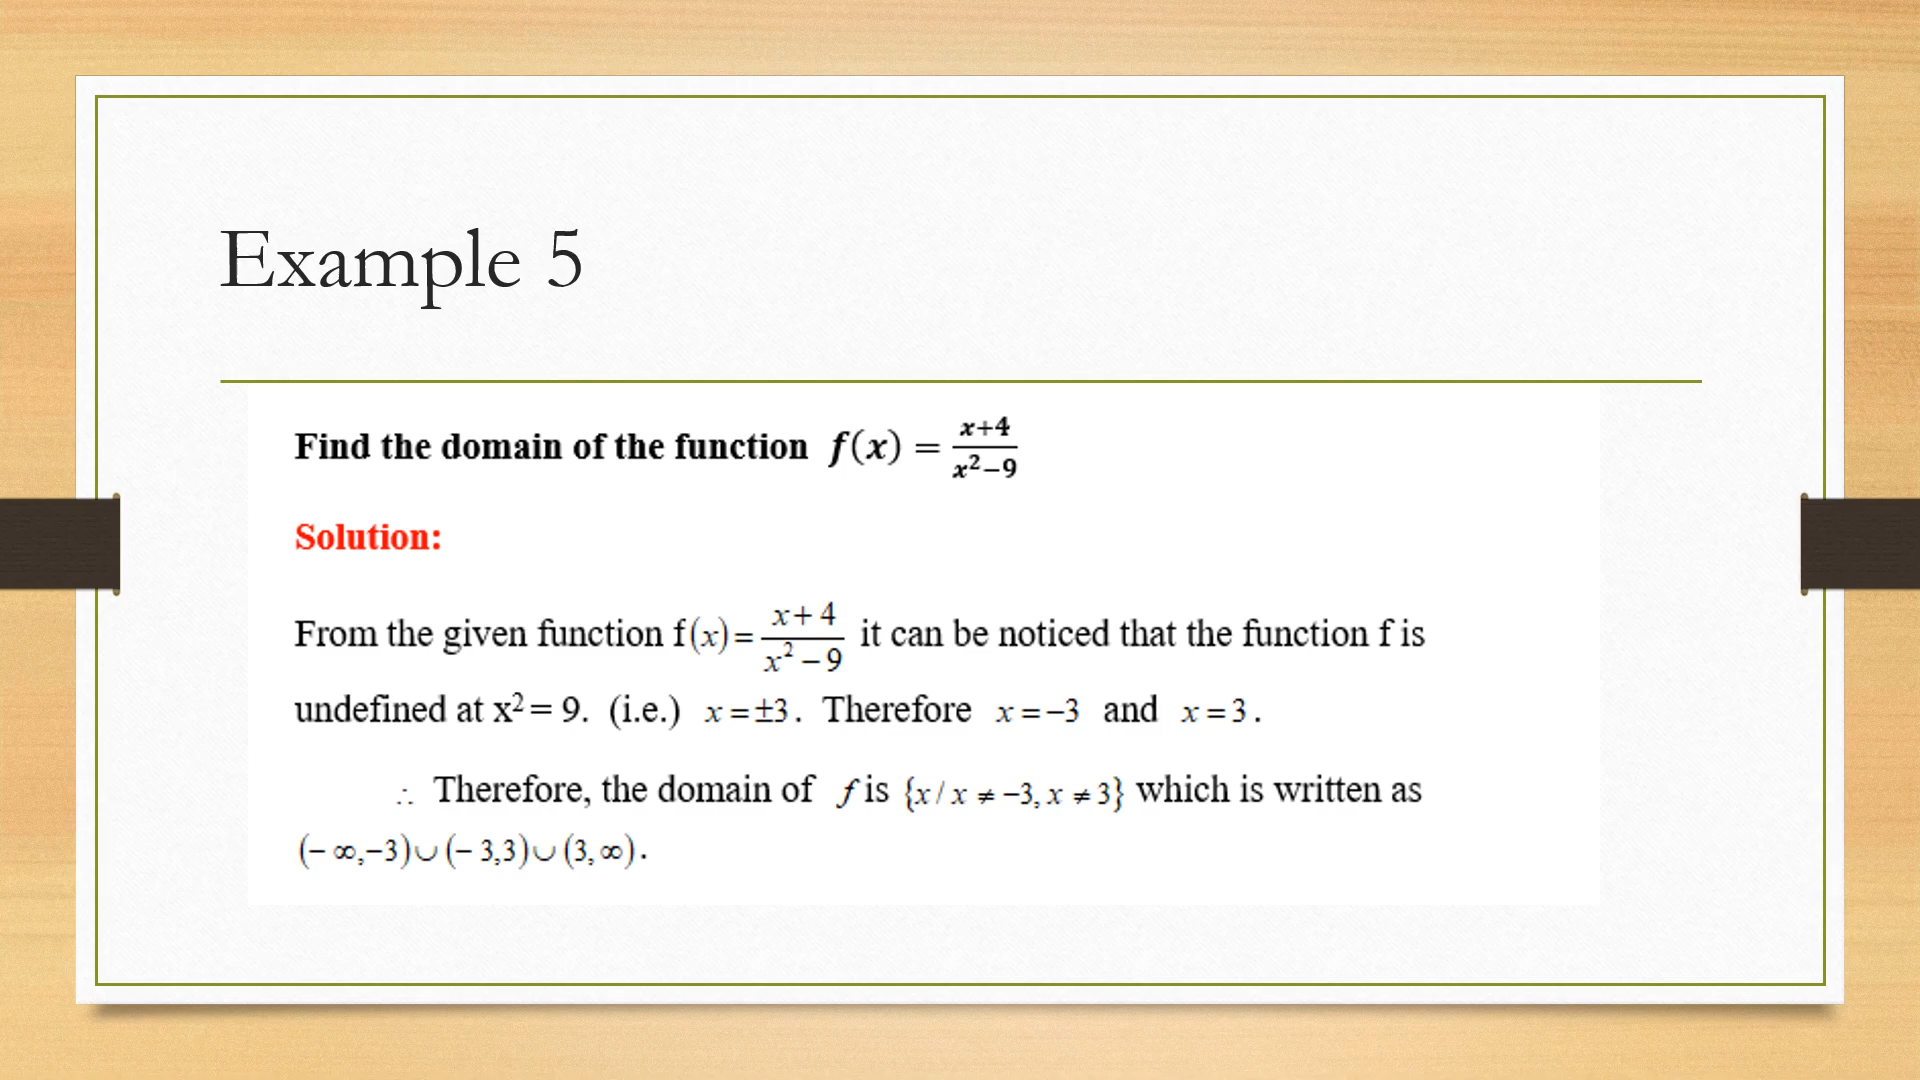 Example 5
Find the domain of the function f(x) = x+4/x²−9
Solution:
From the given function f(x) = x+4/x²−9 it can be noticed that the function f is
undefined at x² = 9. (i.e.) x = ±3. Therefore x = −3 and x = 3.
∴ Therefore, the domain of f is {x / x ≠ −3, x ≠ 3} which is written as
(− ∞,−3)∪(− 3,3)∪(3, ∞).